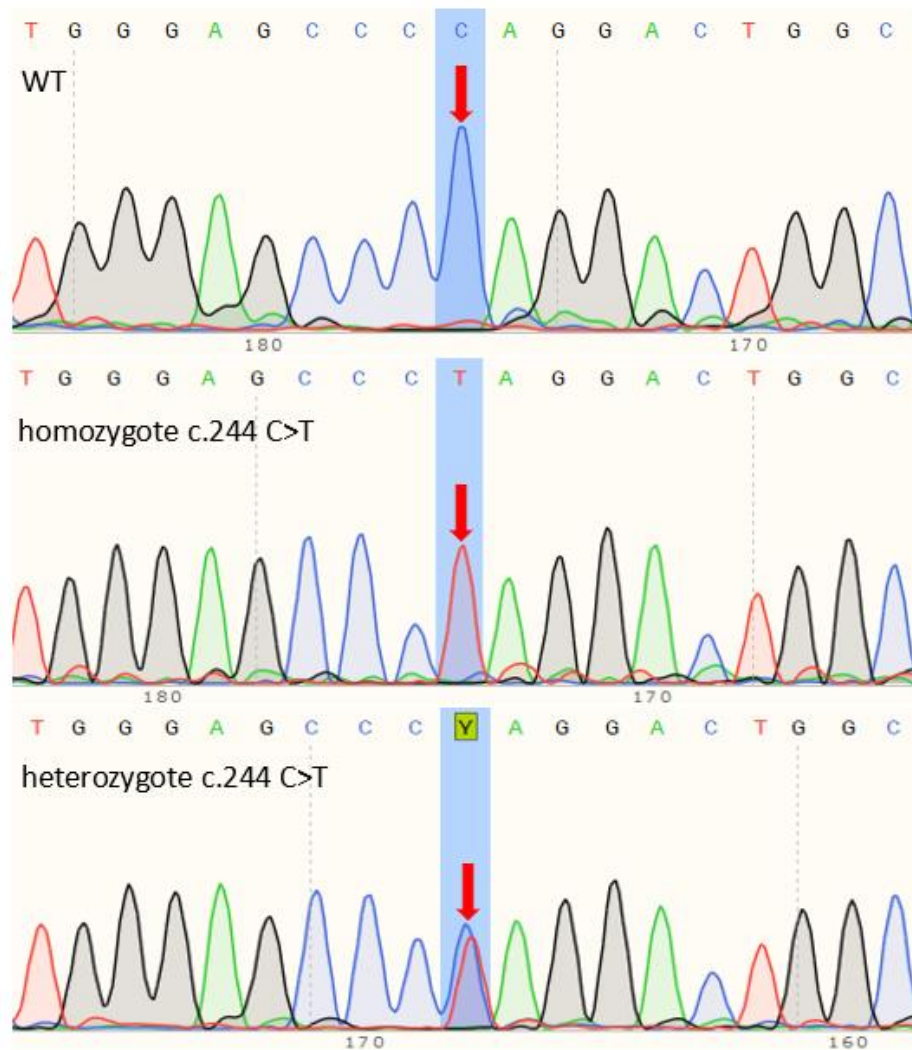 T G G G A G C C C C A G G A C T G G C
WT
180 170
T G G G A G C C C T A G G A C T G G C
homozygote c.244 C>T
180 170
T G G G A G C C C Y A G G A C T G G C
heterozygote c.244 C>T
170 160